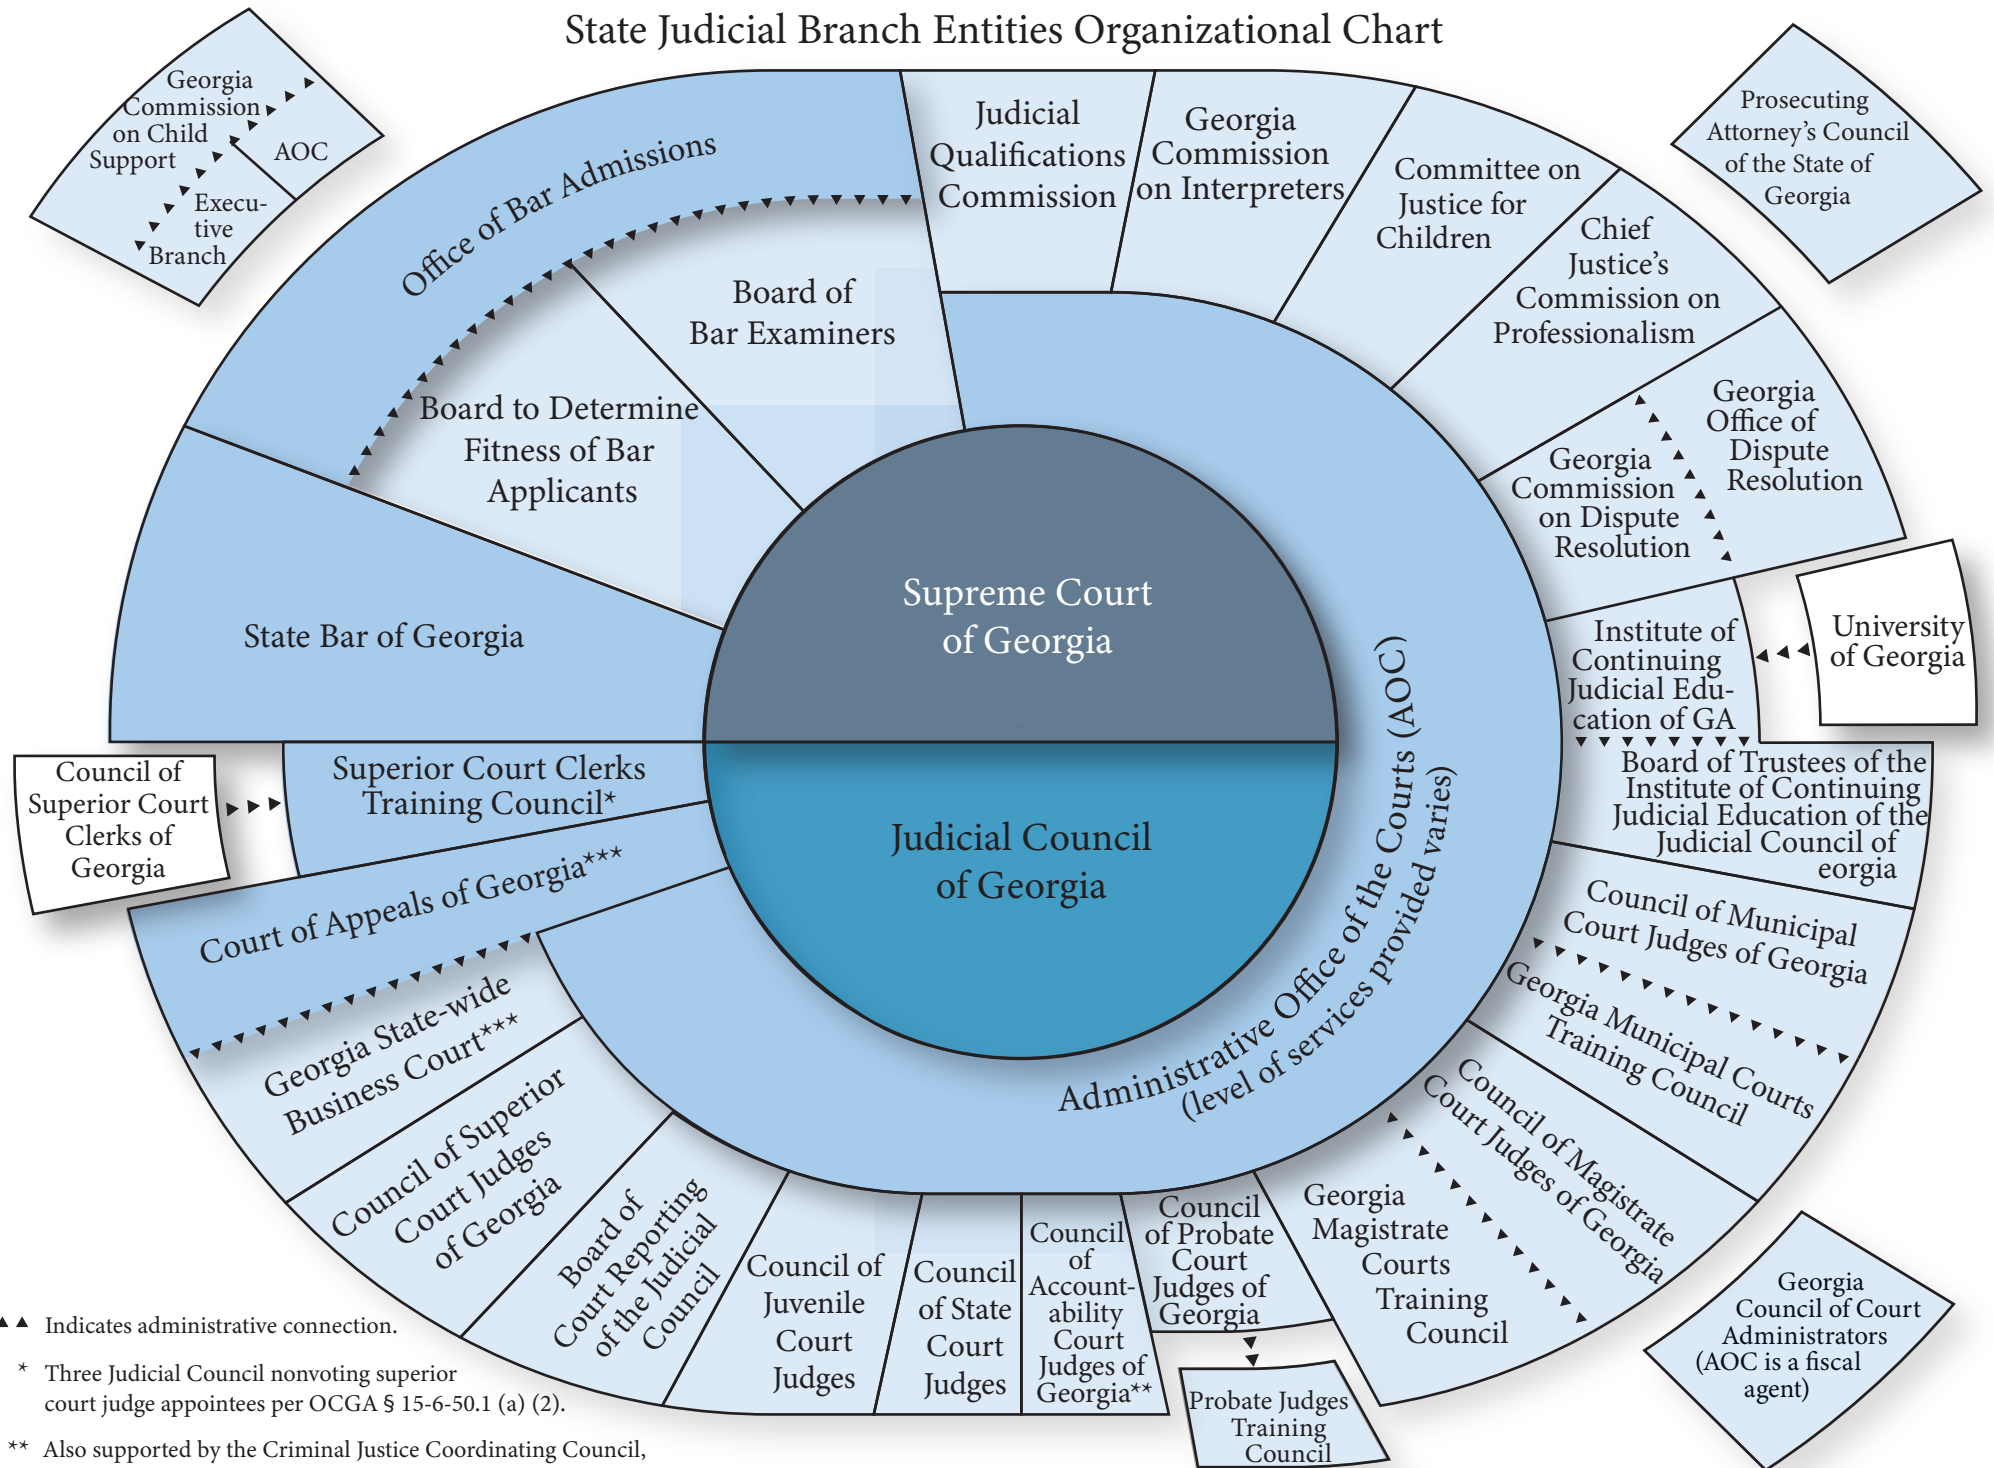 State Judicial Branch Entities Organizational Chart
Georgia
Commission
on Child
Support
AOC
Execu-
tive
Branch
Office of Bar Admissions
Board of
Bar Examiners
Board to Determine
Fitness of Bar
Applicants
State Bar of Georgia
Judicial
Qualifications
Commission
Georgia
Commission
on Interpreters
Committee on
Justice for
Children
Chief
Justice's
Commission on
Professionalism
Prosecuting
Attorney's Council
of the State of
Georgia
Georgia
Office of
Dispute
Resolution
Georgia
Commission
on Dispute
Resolution
Supreme Court
of Georgia
Judicial Council
of Georgia
Administrative Office of the Courts (AOC)
(level of services provided varies)
Institute of
Continuing
Judicial Edu-
cation of GA
University
of Georgia
Board of Trustees of the
Institute of Continuing
Judicial Education of the
Judicial Council of
eorgia
Council of
Superior Court
Clerks of
Georgia
Superior Court Clerks
Training Council*
Court of Appeals of Georgia***
Georgia State-wide
Business Court***
Council of Superior
Court Judges
of Georgia
Board of
Court Reporting
of the Judicial
Council
Council of
Juvenile
Court
Judges
Council
of State
Court
Judges
Council
of
Account-
ability
Court
Judges of
Georgia**
Council
of Probate
Court
Judges of
Georgia
Probate Judges
Training
Council
Georgia
Magistrate
Courts
Training
Council
Council of Magistrate
Court Judges of Georgia
Council of Municipal
Court Judges of Georgia
Georgia Municipal Courts
Training Council
Georgia
Council of Court
Administrators
(AOC is a fiscal
agent)
Indicates administrative connection.
* Three Judicial Council nonvoting superior
court judge appointees per OCGA § 15-6-50.1 (a) (2).
** Also supported by the Criminal Justice Coordinating Council,